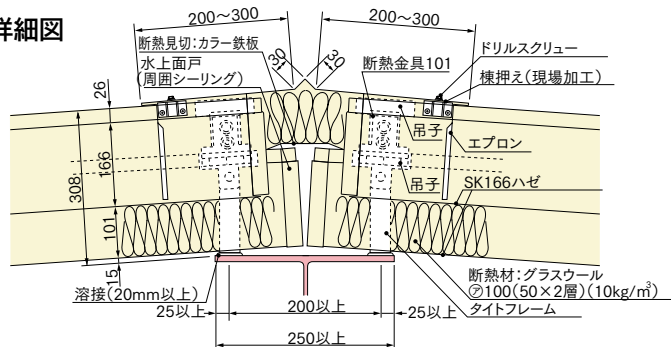 詳細図
200〜300
200〜300
断熱見切:カラー鉄板
水上面戸
(周囲シーリング)
30
30
断熱金具101
ドリルスクリュー
棟押え(現場加工)
吊子
エプロン
吊子
SK166ハゼ
26
166
308
101
15
溶接(20mm以上)
25以上
200以上
25以上
250以上
断熱材:グラスウール
㋐100(50×2層)(10kg/m³)
タイトフレーム